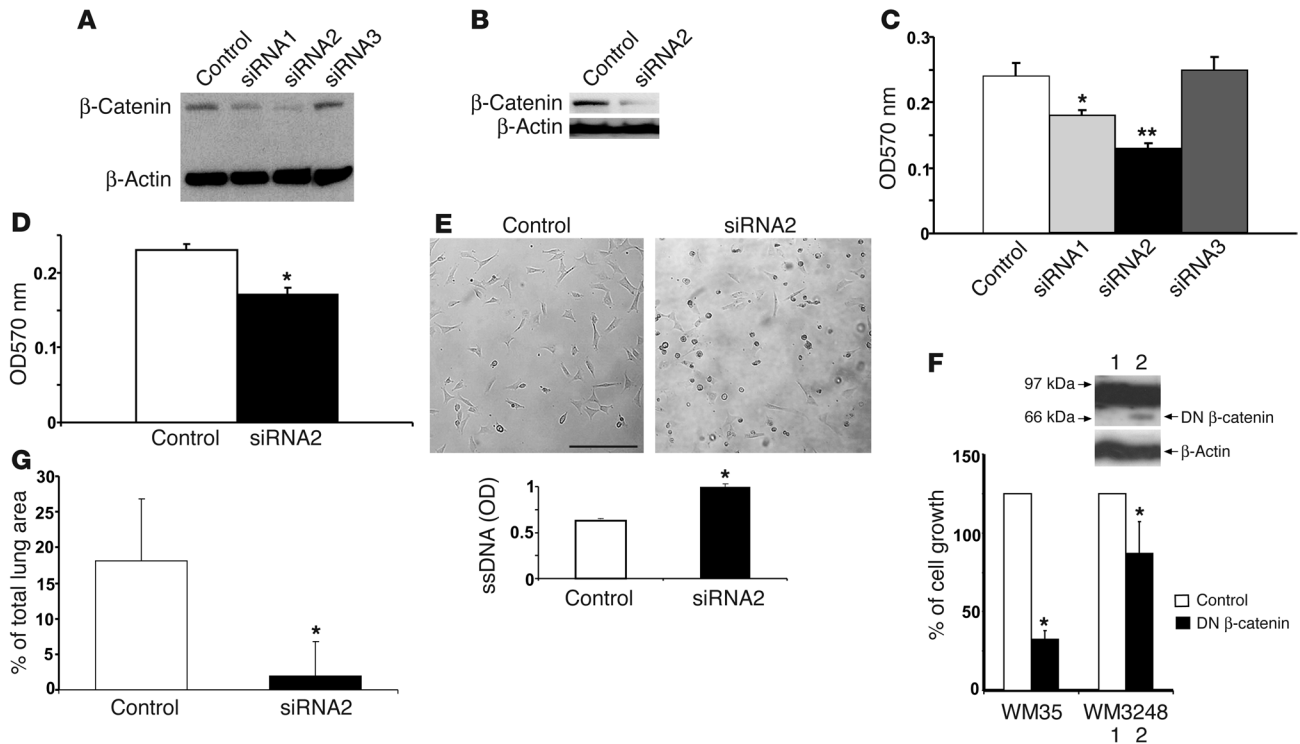 A
Control
siRNA1
siRNA2
siRNA3
β-Catenin
β-Actin
B
Control
siRNA2
β-Catenin
β-Actin
C
OD570 nm
0.3
0.2
0.1
0
*
**
Control
siRNA1
siRNA2
siRNA3
D
OD570 nm
0.2
0.1
0
*
Control
siRNA2
E
Control
siRNA2
ssDNA (OD)
1
0.5
0
*
Control
siRNA2
F
1 2
97 kDa
66 kDa
DN β-catenin
β-Actin
% of cell growth
150
100
50
0
*
*
Control
DN β-catenin
WM35
WM3248
1 2
G
% of total lung area
30
25
20
15
10
5
0
*
Control
siRNA2